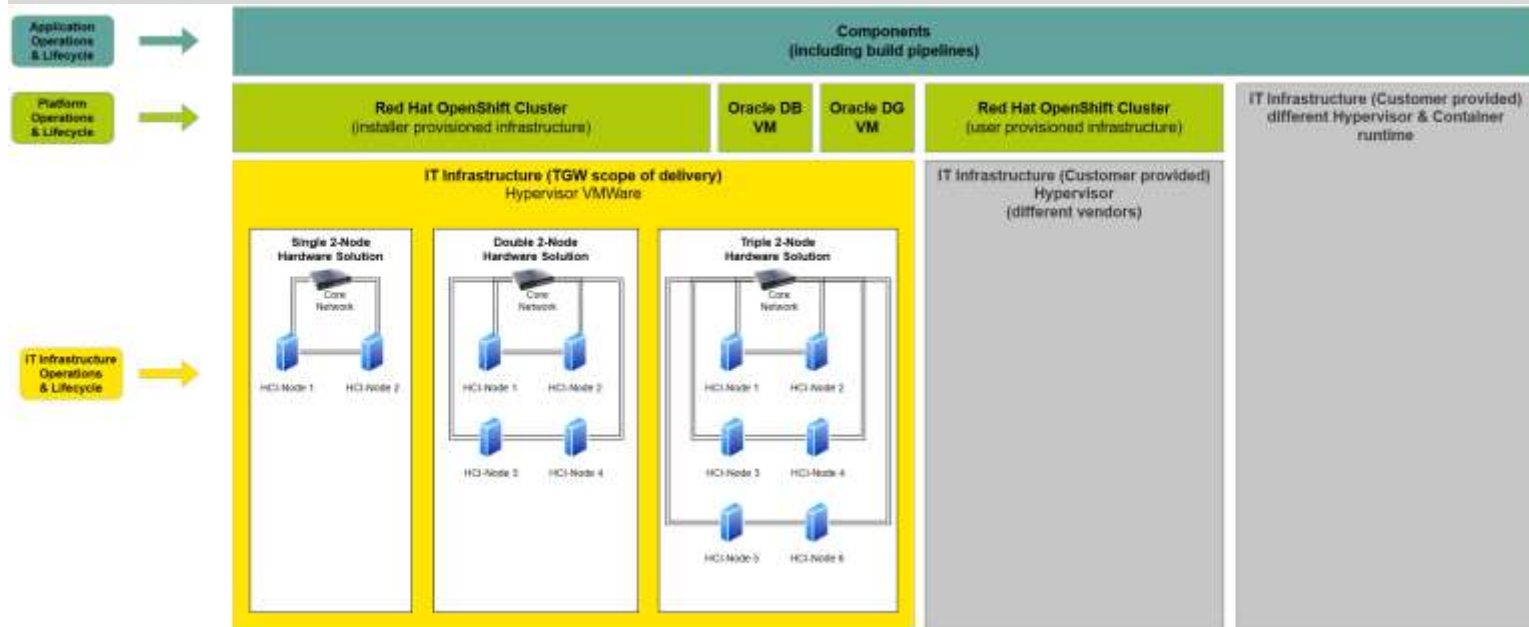 Application
Operations
& Lifecycle
Components
(including build pipelines)
Platform
Operations
& Lifecycle
Red Hat OpenShift Cluster
(installer provisioned infrastructure)
Oracle DB
VM
Oracle DG
VM
Red Hat OpenShift Cluster
(user provisioned infrastructure)
IT Infrastructure (Customer provided)
different Hypervisor & Container
runtime
IT Infrastructure
Operations
& Lifecycle
IT Infrastructure (TGW scope of delivery)
Hypervisor VMWare
Single 2-Node
Hardware Solution
Core
Network
HCI-Node 1
HCI-Node 2
Double 2-Node
Hardware Solution
Core
Network
HCI-Node 1
HCI-Node 2
HCI-Node 3
HCI-Node 4
Triple 2-Node
Hardware Solution
Core
Network
HCI-Node 1
HCI-Node 2
HCI-Node 3
HCI-Node 4
HCI-Node 5
HCI-Node 6
IT Infrastructure (Customer provided)
Hypervisor
(different vendors)